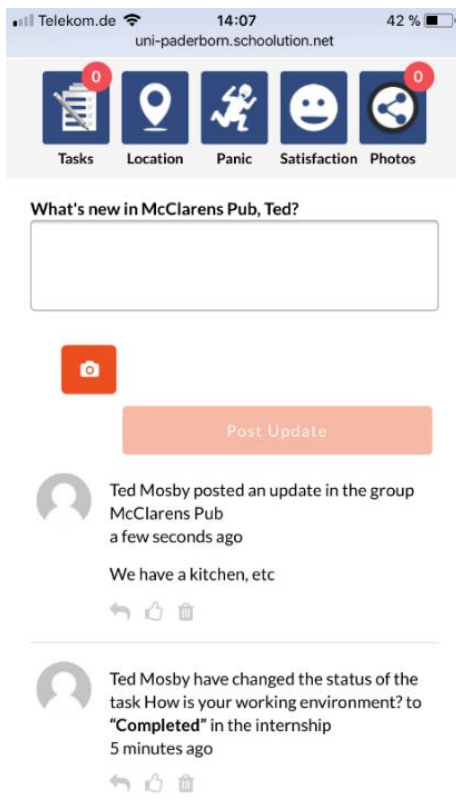 Telekom.de 14:07 42 %
uni-paderborn.schoolution.net
0 0
Tasks Location Panic Satisfaction Photos
What's new in McClarens Pub, Ted?
Post Update
Ted Mosby posted an update in the group
McClarens Pub
a few seconds ago
We have a kitchen, etc
Ted Mosby have changed the status of the
task How is your working environment? to
“Completed” in the internship
5 minutes ago